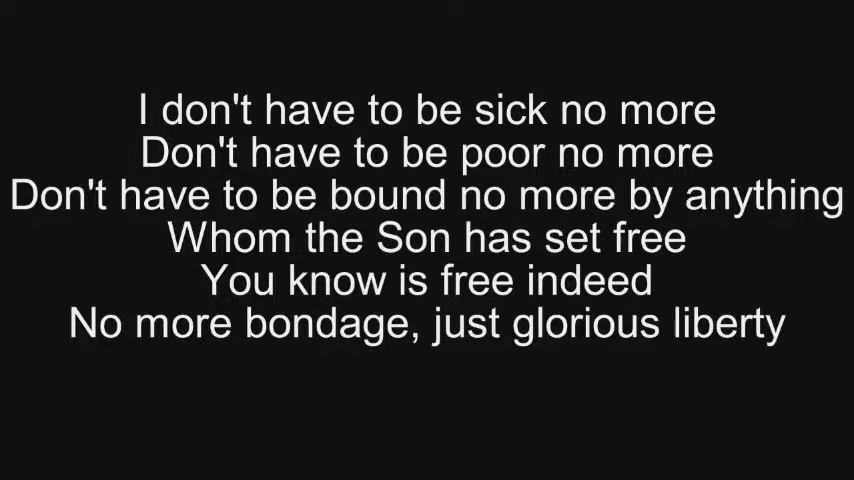 I don't have to be sick no more
Don't have to be poor no more
Don't have to be bound no more by anything
Whom the Son has set free
You know is free indeed
No more bondage, just glorious liberty